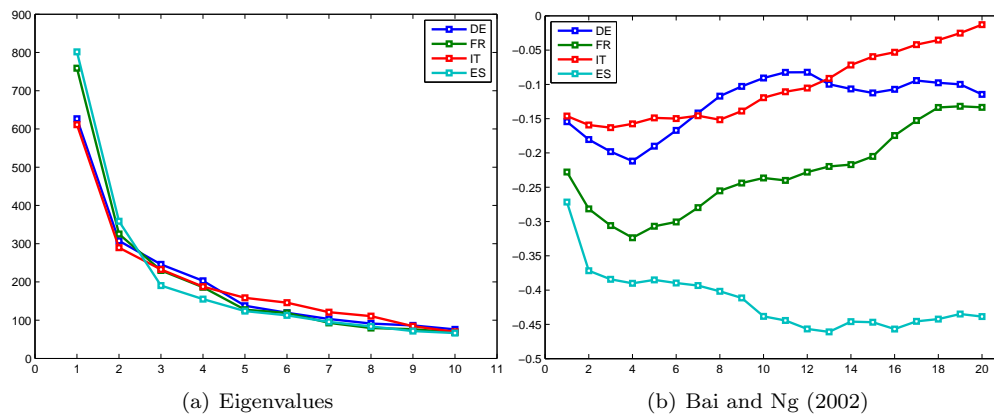 900
800
700
600
500
400
300
200
100
0
0 1 2 3 4 5 6 7 8 9 10 11
DE
FR
IT
ES
(a) Eigenvalues
0
−0.05
−0.1
−0.15
−0.2
−0.25
−0.3
−0.35
−0.4
−0.45
−0.5
0 2 4 6 8 10 12 14 16 18 20
DE
FR
IT
ES
(b) Bai and Ng (2002)